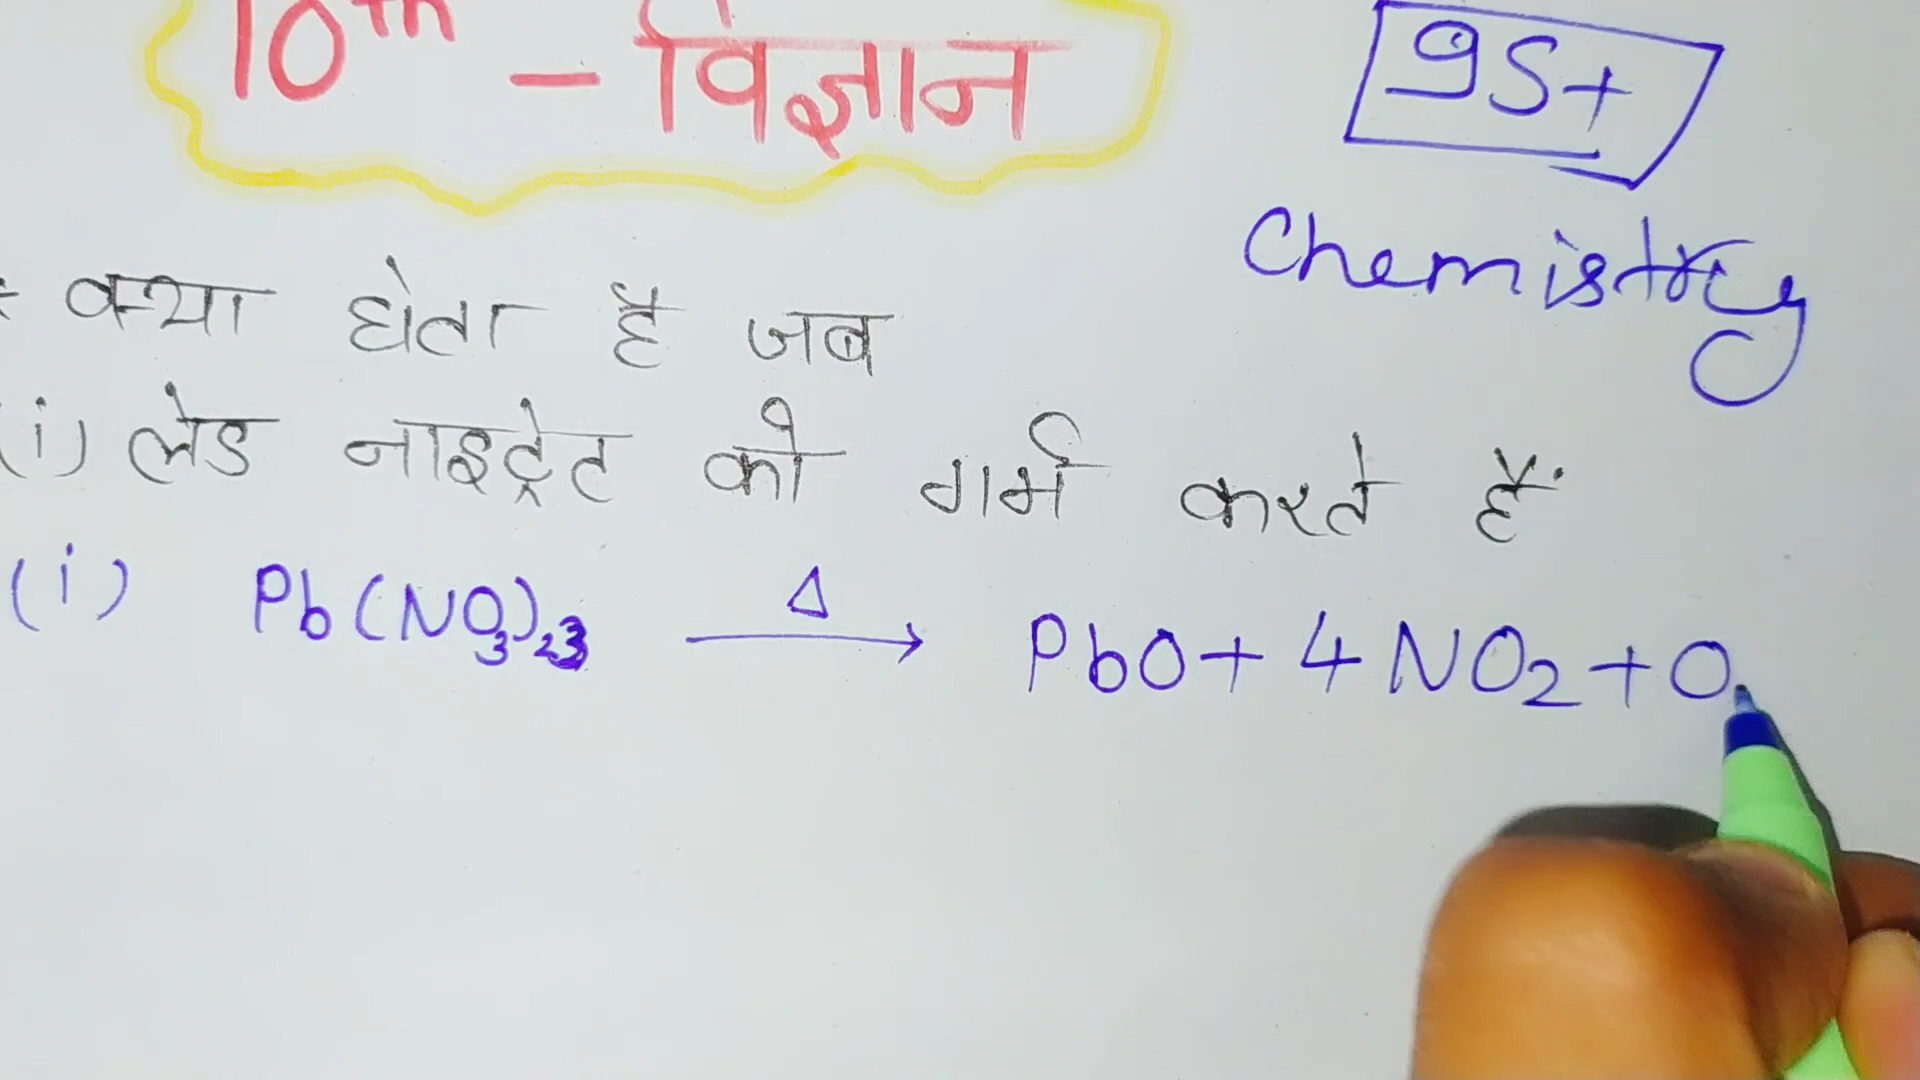 10th - विज्ञान
95+
Chemistry
क्या होता है जब
(i) लेड नाइट्रेट को गर्म करते हैं
(i) Pb(NO3)23 Δ → PbO + 4NO2 + O